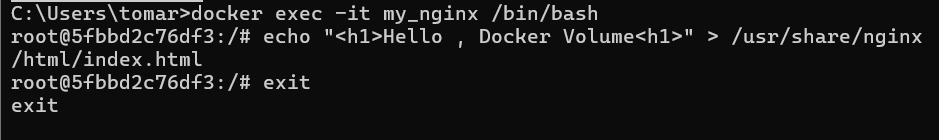 C:\Users\tomar>docker exec -it my_nginx /bin/bash
root@5fbbd2c76df3:/# echo "<h1>Hello , Docker Volume<h1>" > /usr/share/nginx
/html/index.html
root@5fbbd2c76df3:/# exit
exit